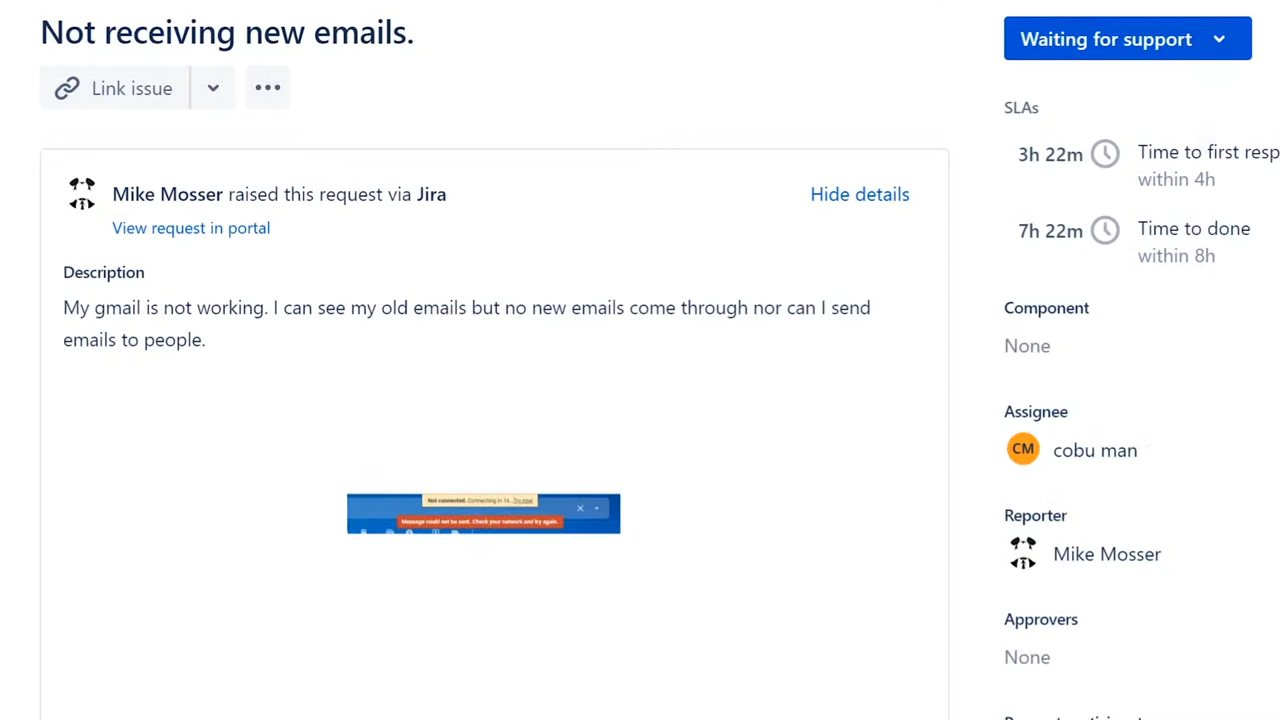 Not receiving new emails.
Link issue
Mike Mosser raised this request via Jira
Hide details
View request in portal
Description
My gmail is not working. I can see my old emails but no new emails come through nor can I send
emails to people.
Not connected. Connecting in 16... Try now
Message could not be sent. Check your network and try again.
Waiting for support
SLAs
3h 22m Time to first resp
within 4h
7h 22m Time to done
within 8h
Component
None
Assignee
CM cobu man
Reporter
Mike Mosser
Approvers
None